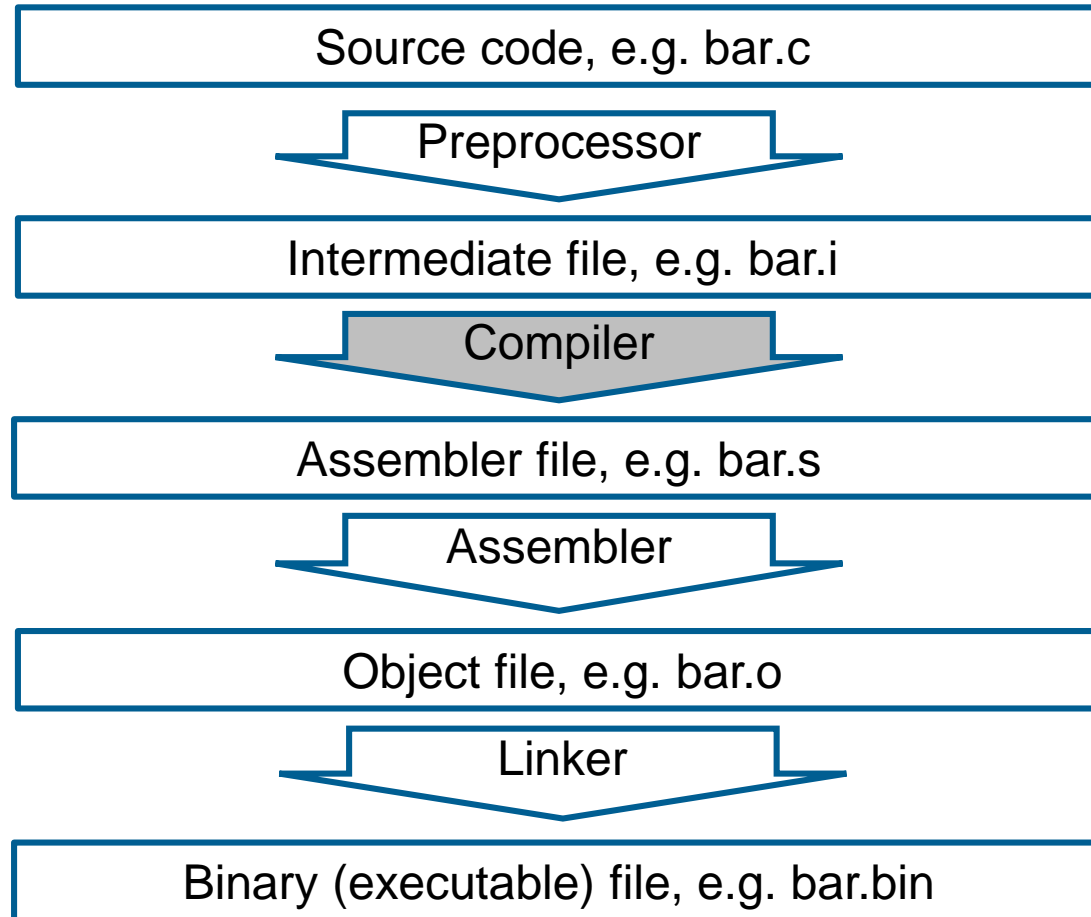 Source code, e.g. bar.c
Preprocessor
Intermediate file, e.g. bar.i
Compiler
Assembler file, e.g. bar.s
Assembler
Object file, e.g. bar.o
Linker
Binary (executable) file, e.g. bar.bin